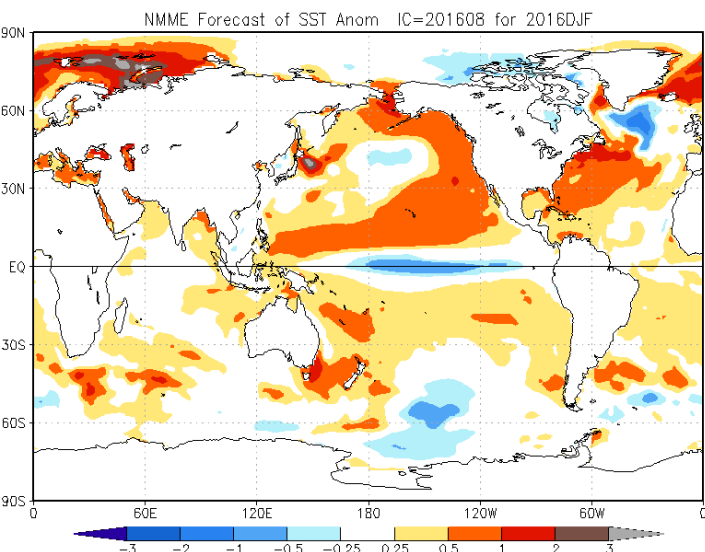 NMME Forecast of SST Anom IC=201608 for 2016DJF
90N
60N
30N
EQ
30S
60S
90S
0 60E 120E 180 120W 60W 0
-3 -2 -1 -0.5 -0.25 0.25 0.5 1 2 3